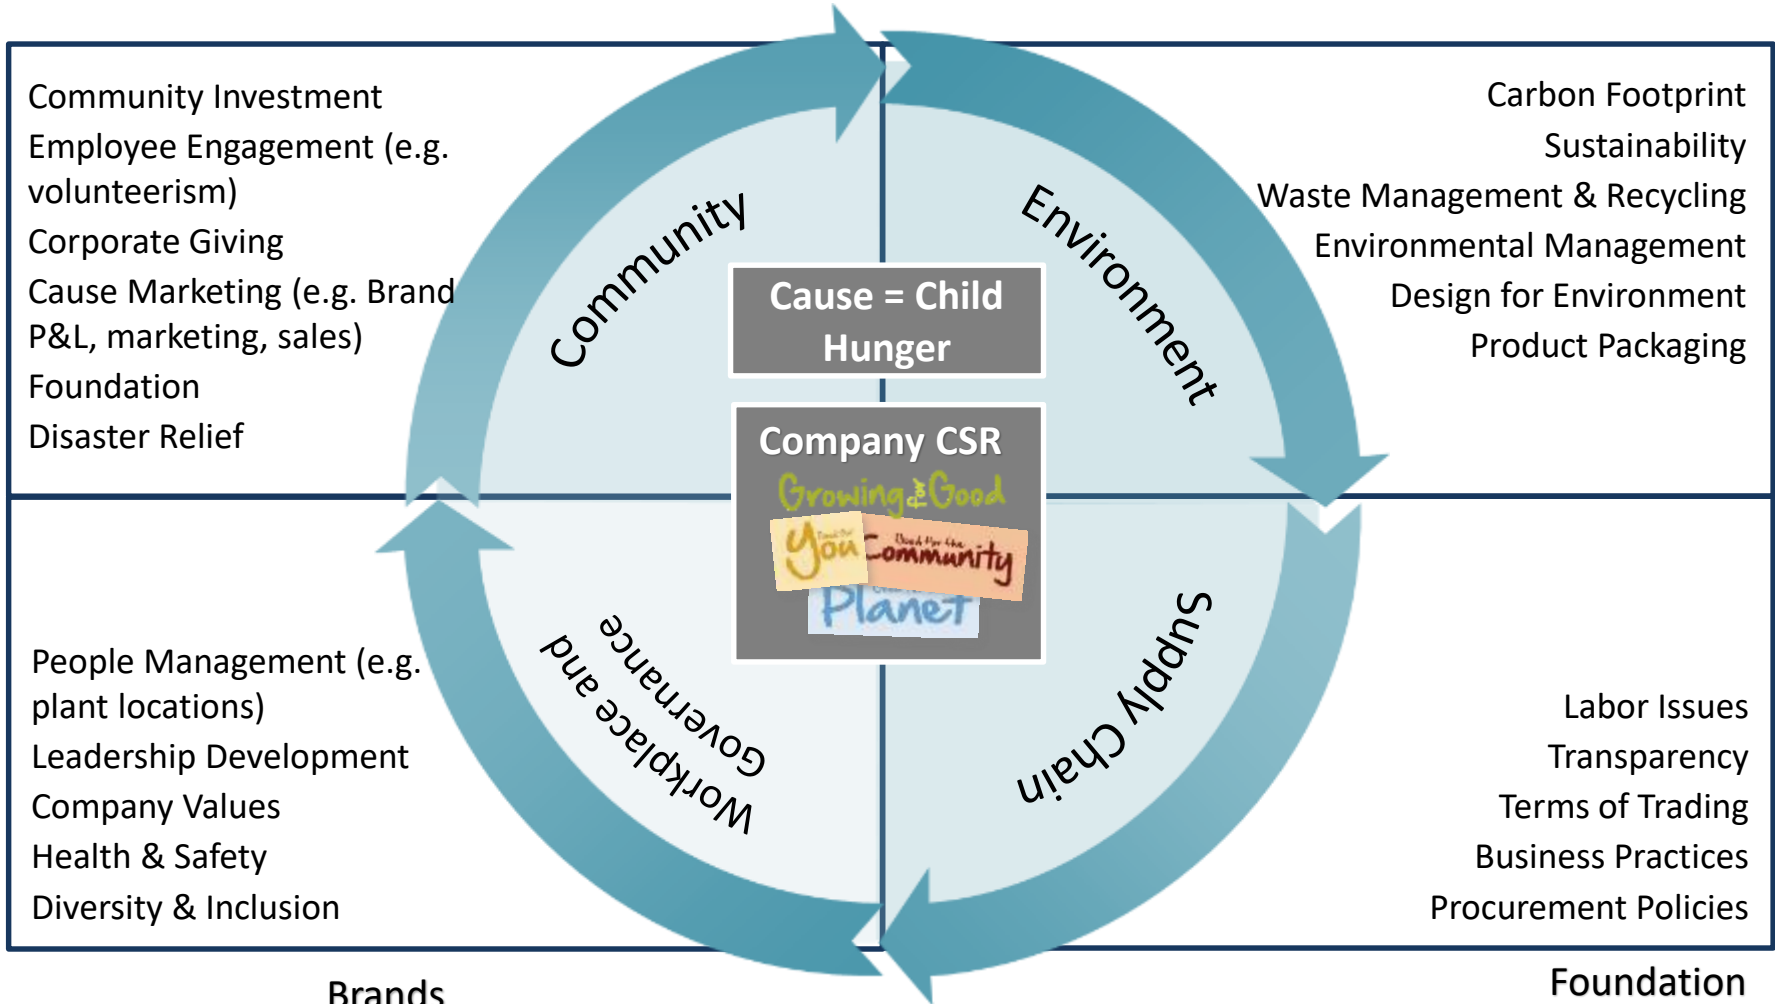 Community Investment
Employee Engagement (e.g.
volunteerism)
Corporate Giving
Cause Marketing (e.g. Brand
P&L, marketing, sales)
Foundation
Disaster Relief
Carbon Footprint
Sustainability
Waste Management & Recycling
Environmental Management
Design for Environment
Product Packaging
Community
Environment
Cause = Child
Hunger
Company CSR
Growing for Good
You
Community
Planet
Workplace and
Governance
Supply Chain
People Management (e.g.
plant locations)
Leadership Development
Company Values
Health & Safety
Diversity & Inclusion
Labor Issues
Transparency
Terms of Trading
Business Practices
Procurement Policies
Brands
Foundation